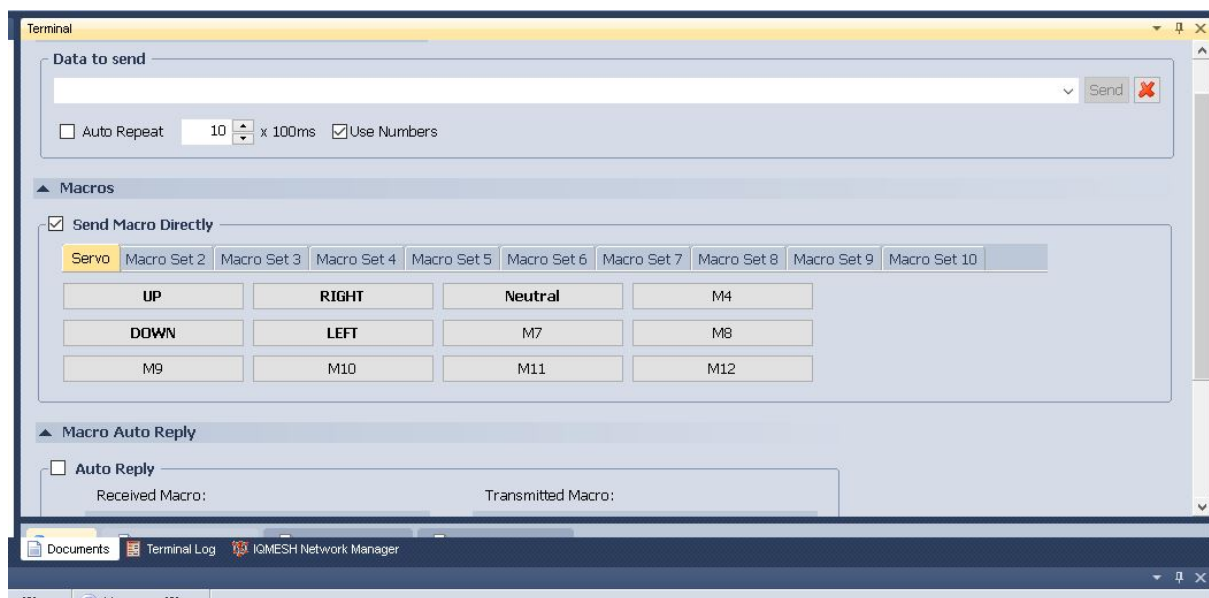 Terminal
Data to send
Send
Auto Repeat 10 x 100ms Use Numbers
Macros
Send Macro Directly
Servo Macro Set 2 Macro Set 3 Macro Set 4 Macro Set 5 Macro Set 6 Macro Set 7 Macro Set 8 Macro Set 9 Macro Set 10
UP RIGHT Neutral M4
DOWN LEFT M7 M8
M9 M10 M11 M12
Macro Auto Reply
Auto Reply
Received Macro: Transmitted Macro:
Documents Terminal Log IQMESH Network Manager